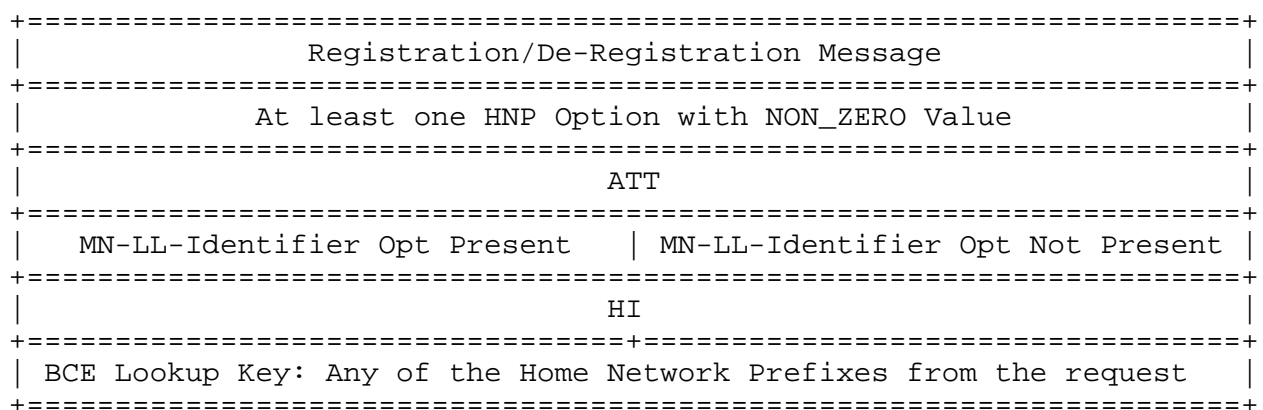 +=====================================================================+
|                Registration/De-Registration Message                 |
+=====================================================================+
|             At least one HNP Option with NON_ZERO Value             |
+=====================================================================+
|                                 ATT                                 |
+=====================================================================+
|   MN-LL-Identifier Opt Present   | MN-LL-Identifier Opt Not Present |
+=====================================================================+
|                                 HI                                  |
+==================================+==================================+
| BCE Lookup Key: Any of the Home Network Prefixes from the request   |
+=====================================================================+